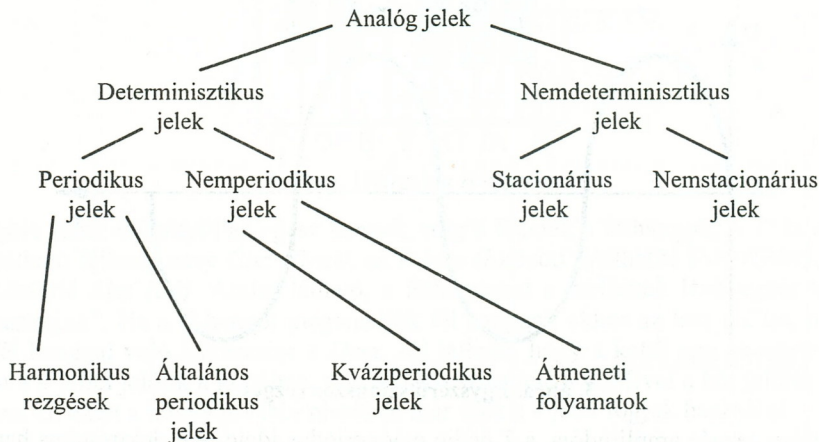 Analóg jelek
Determinisztikus
jelek
Nemdeterminisztikus
jelek
Periodikus
jelek
Nemperiodikus
jelek
Stacionárius
jelek
Nemstacionárius
jelek
Harmonikus
rezgések
Általános
periodikus
jelek
Kváziperiodikus
jelek
Átmeneti
folyamatok